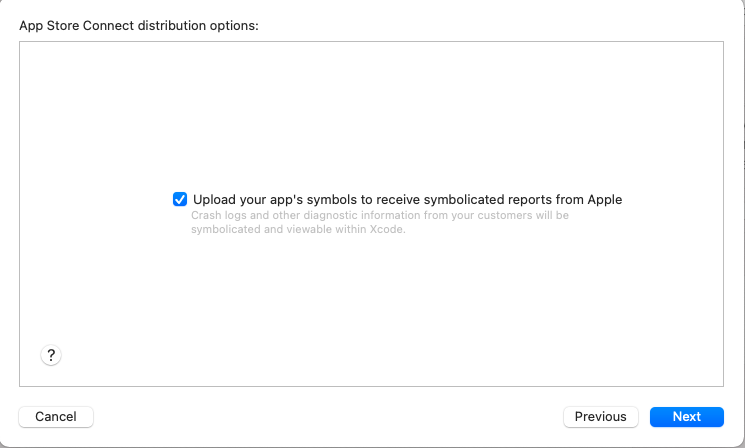 App Store Connect distribution options:
Upload your app's symbols to receive symbolicated reports from Apple
Crash logs and other diagnostic information from your customers will be
symbolicated and viewable within Xcode.
?
Cancel
Previous
Next